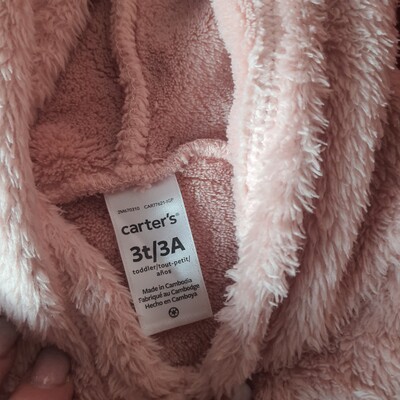 carter's®
3t/3A
toddler/tout-petit/
años
Made in Cambodia
Fabriqué au Cambodge
Hecho en Camboya